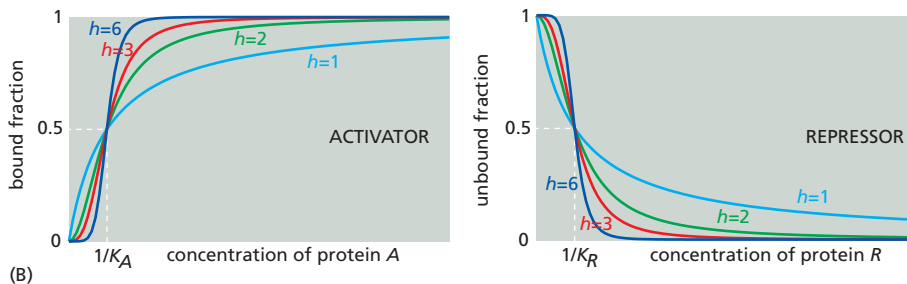 bound fraction
1
0.5
0
h=6
h=3
h=2
h=1
ACTIVATOR
1/KA
concentration of protein A
unbound fraction
1
0.5
0
REPRESSOR
h=1
h=6
h=2
h=3
1/KR
concentration of protein R
(B)